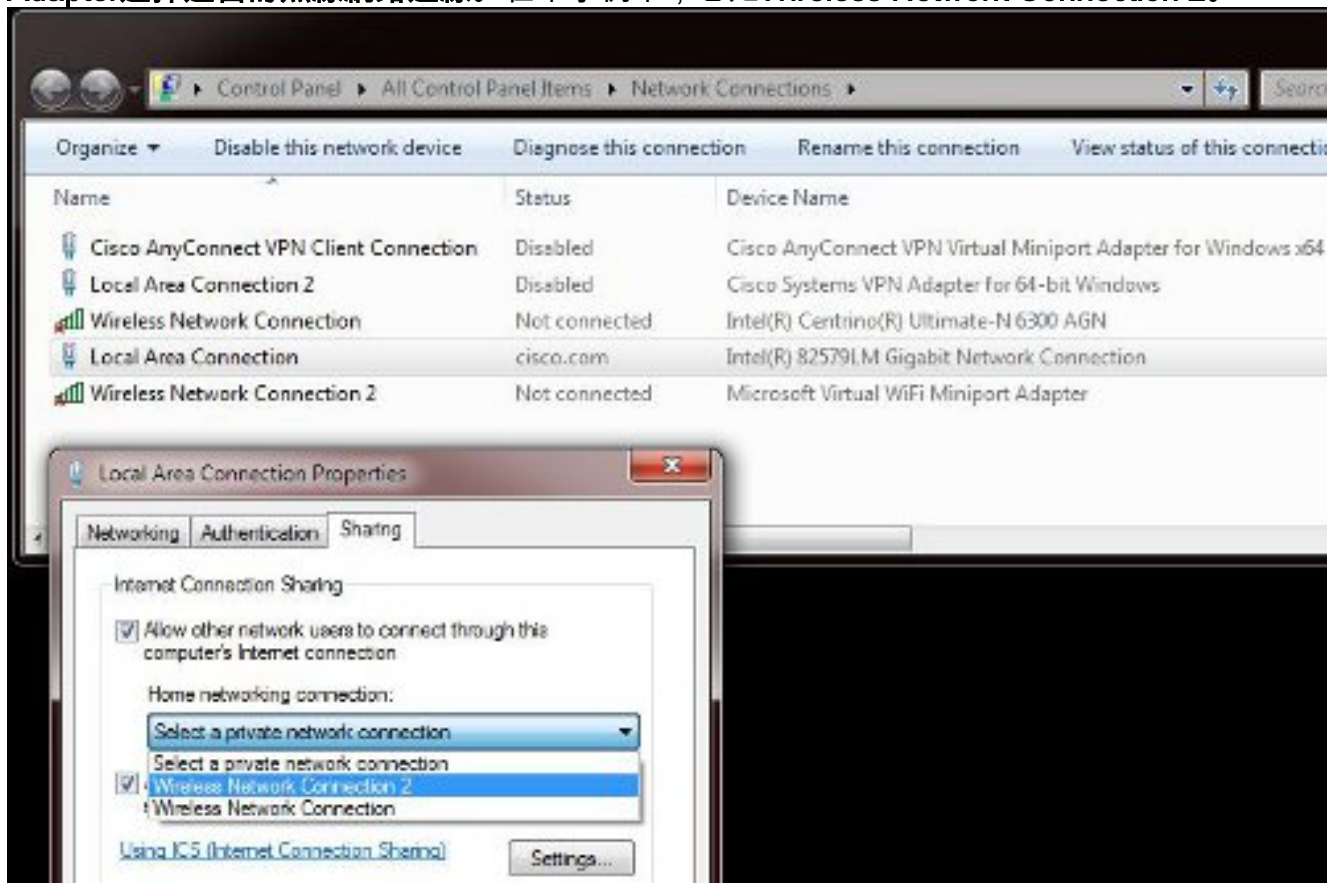 Control Panel ▸ All Control Panel Items ▸ Network Connections ▸
Search
Organize ▾ Disable this network device Diagnose this connection Rename this connection View status of this connectio
Name Status Device Name
Cisco AnyConnect VPN Client Connection Disabled Cisco AnyConnect VPN Virtual Miniport Adapter for Windows x64
Local Area Connection 2 Disabled Cisco Systems VPN Adapter for 64-bit Windows
Wireless Network Connection Not connected Intel(R) Centrino(R) Ultimate-N 6300 AGN
Local Area Connection cisco.com Intel(R) 82579LM Gigabit Network Connection
Wireless Network Connection 2 Not connected Microsoft Virtual WiFi Miniport Adapter
Local Area Connection Properties
Networking Authentication Sharing
Internet Connection Sharing
Allow other network users to connect through this
computer's Internet connection
Home networking connection:
Select a private network connection
Select a private network connection
Wireless Network Connection 2
Wireless Network Connection
Using ICS (Internet Connection Sharing) Settings...